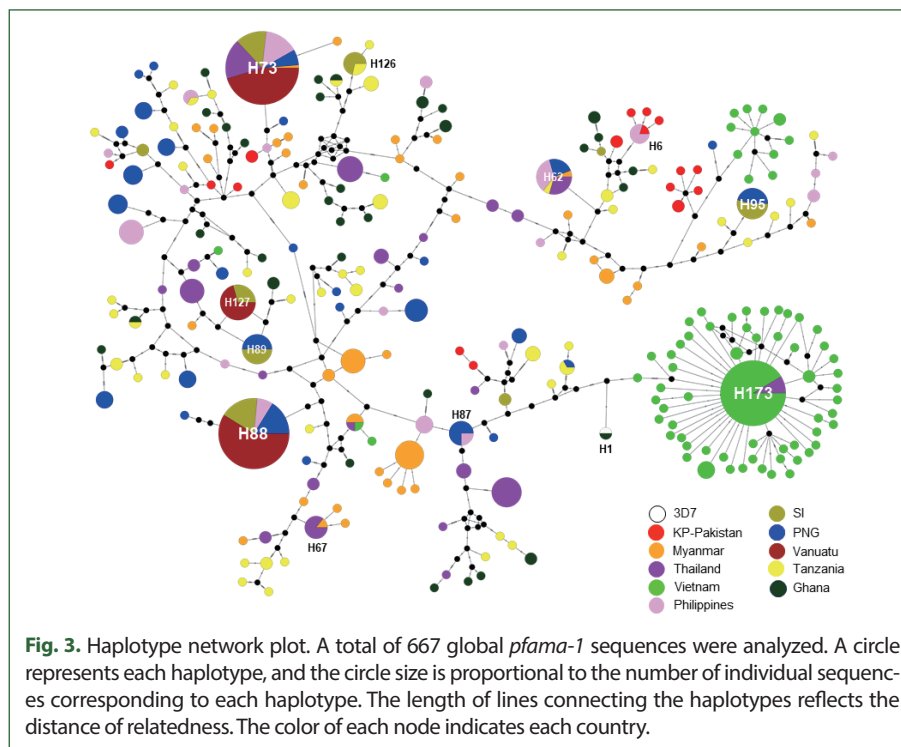 H73
H126
H6
H62
H95
H127
H89
H173
H87
H88
H1
H67
3D7
KP-Pakistan
Myanmar
Thailand
Vietnam
Philippines
SI
PNG
Vanuatu
Tanzania
Ghana
Fig. 3. Haplotype network plot. A total of 667 global pfama-1 sequences were analyzed. A circle
represents each haplotype, and the circle size is proportional to the number of individual sequenc-
es corresponding to each haplotype. The length of lines connecting the haplotypes reflects the
distance of relatedness. The color of each node indicates each country.